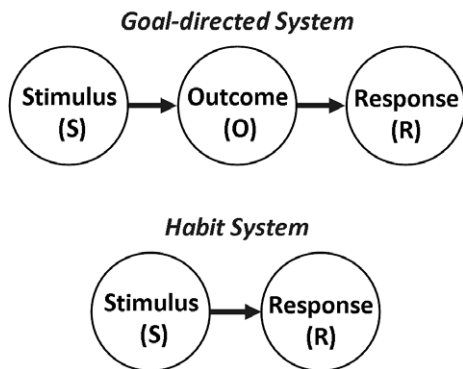 Goal-directed System
Stimulus Outcome Response
(S) (O) (R)
Habit System
Stimulus Response
(S) (R)